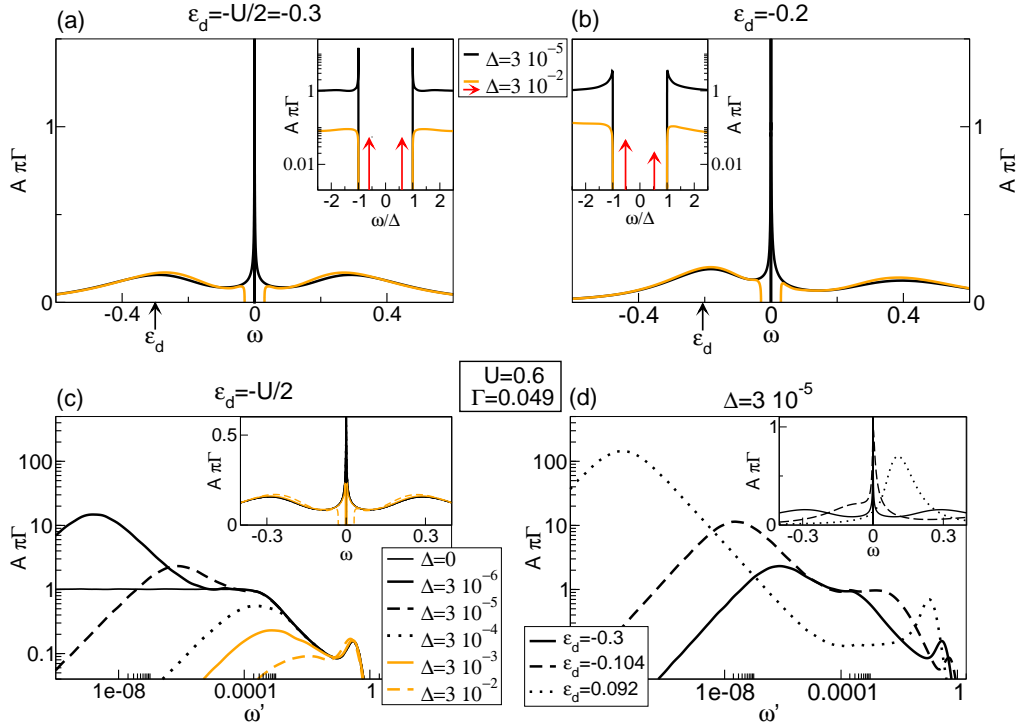 (a)
ε_d=-U/2=-0.3
(b)
ε_d=-0.2
Δ=3 10⁻⁵
Δ=3 10⁻²
A πΓ
1
0
-0.4
0
0.4
ε_d
ω
A πΓ
1
0.01
-2
-1
0
1
2
ω/Δ
A πΓ
1
0
-0.4
0
0.4
ε_d
ω
A πΓ
1
0.01
-2
-1
0
1
2
ω/Δ
U=0.6
Γ=0.049
(c)
ε_d=-U/2
A πΓ
100
10
1
0.1
1e-08
0.0001
1
ω'
A πΓ
0.5
0
-0.3
0
0.3
ω
Δ=0
Δ=3 10⁻⁶
Δ=3 10⁻⁵
Δ=3 10⁻⁴
Δ=3 10⁻³
Δ=3 10⁻²
(d)
Δ=3 10⁻⁵
A πΓ
100
10
1
0.1
1e-08
0.0001
1
ω'
A πΓ
1
0
-0.4
0
0.4
ω
ε_d=-0.3
ε_d=-0.104
ε_d=0.092